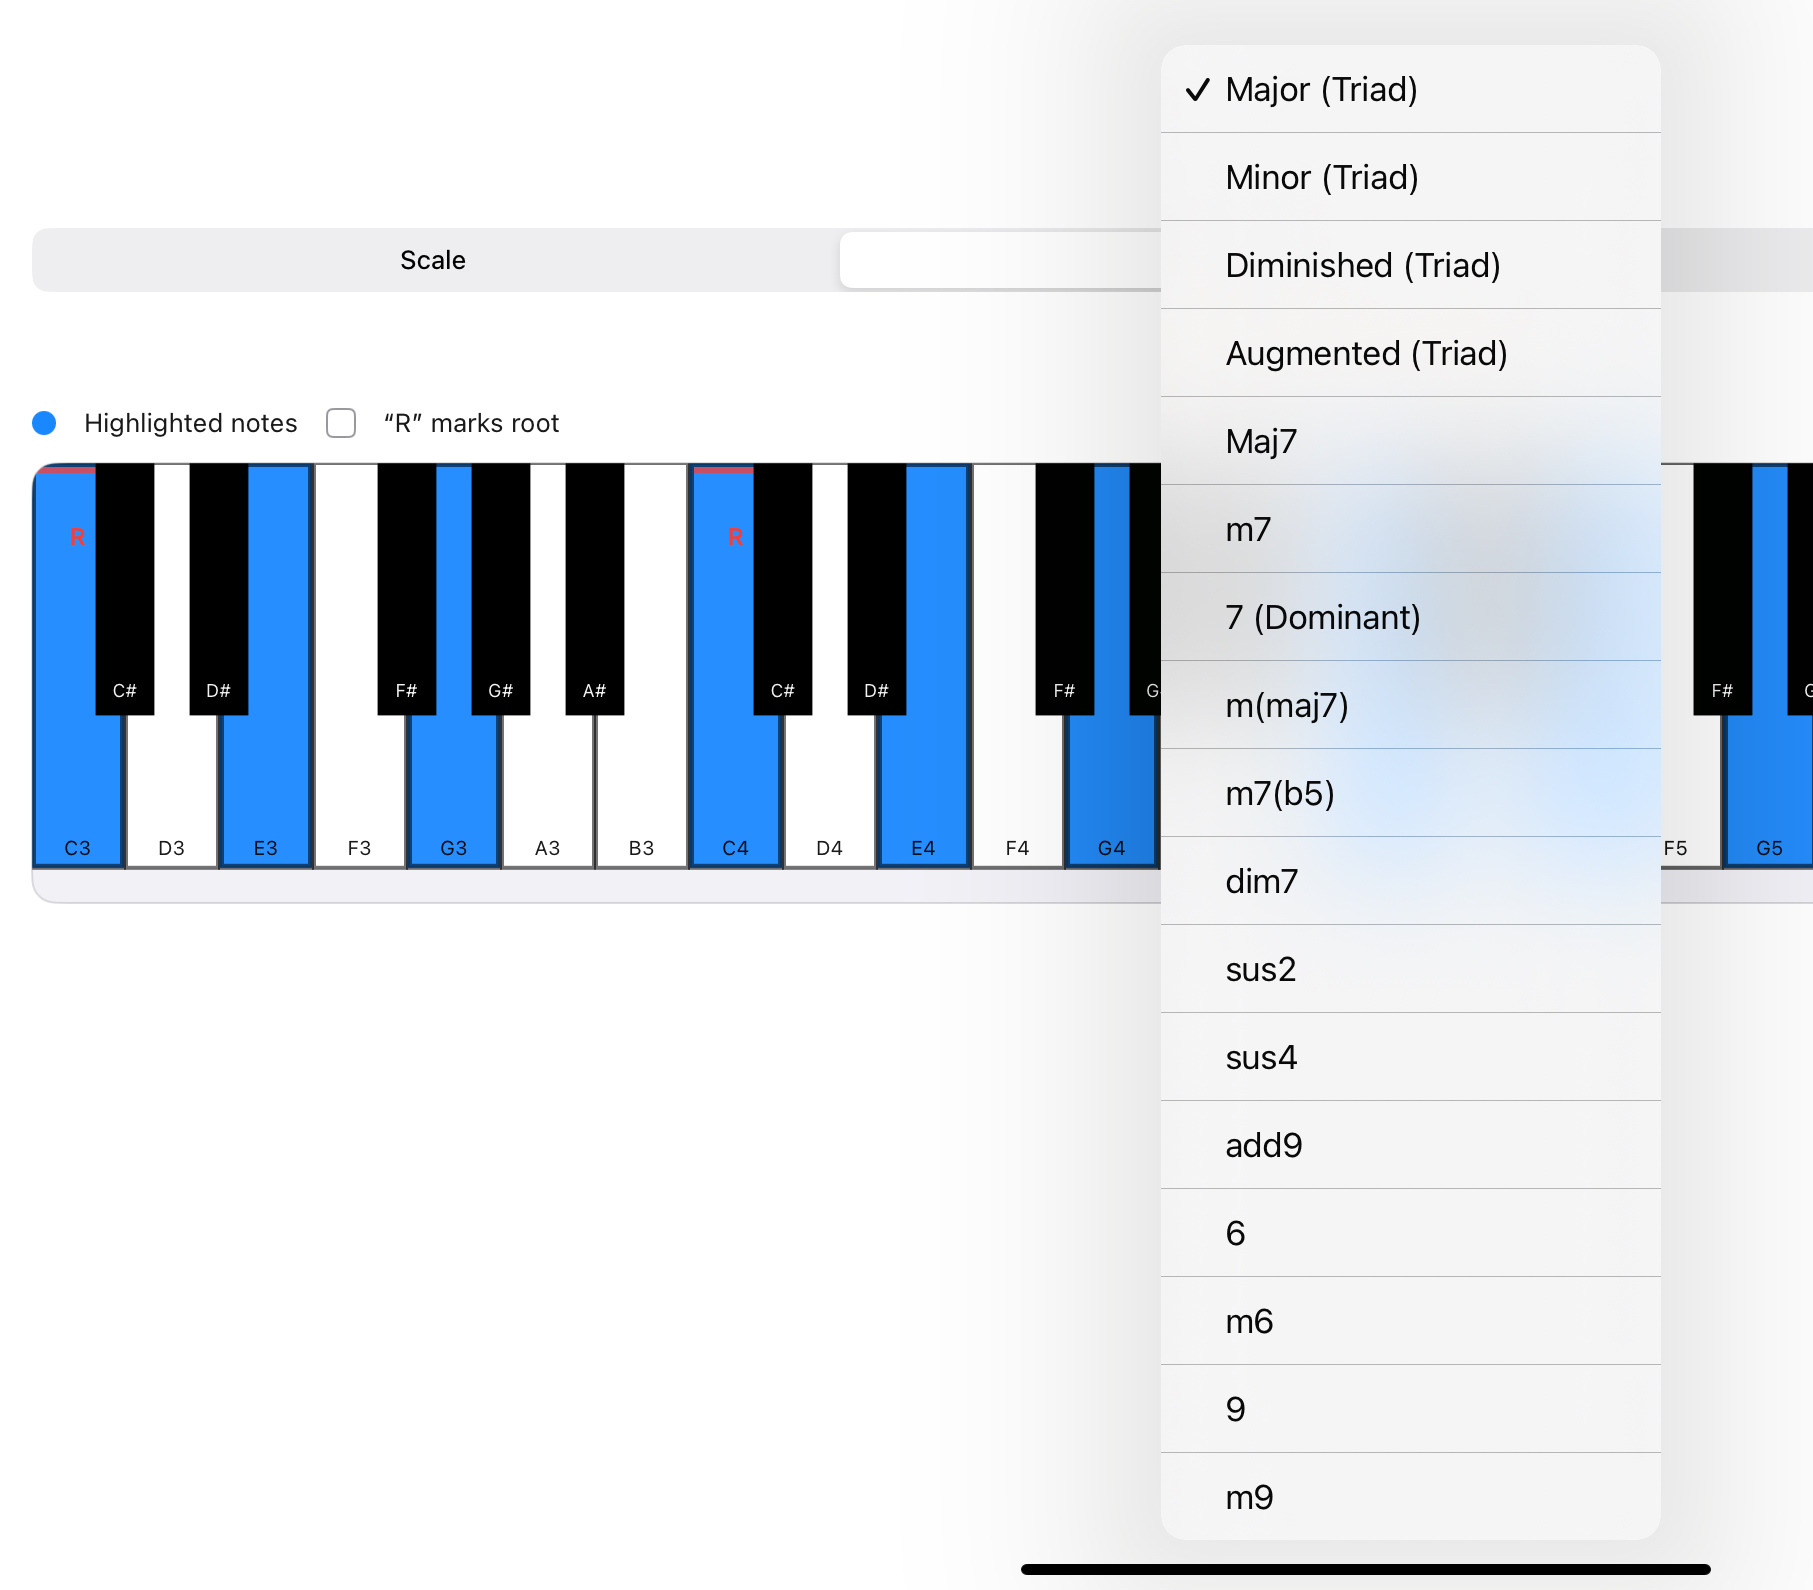 Scale
“R” marks root
Highlighted notes
R
R
C#
D#
F#
G#
A#
C#
D#
F#
G
F#
C3
D3
E3
F3
G3
A3
B3
C4
D4
E4
F4
G4
F5
G5
Major (Triad)
Minor (Triad)
Diminished (Triad)
Augmented (Triad)
Maj7
m7
7 (Dominant)
m(maj7)
m7(b5)
dim7
sus2
sus4
add9
6
m6
9
m9